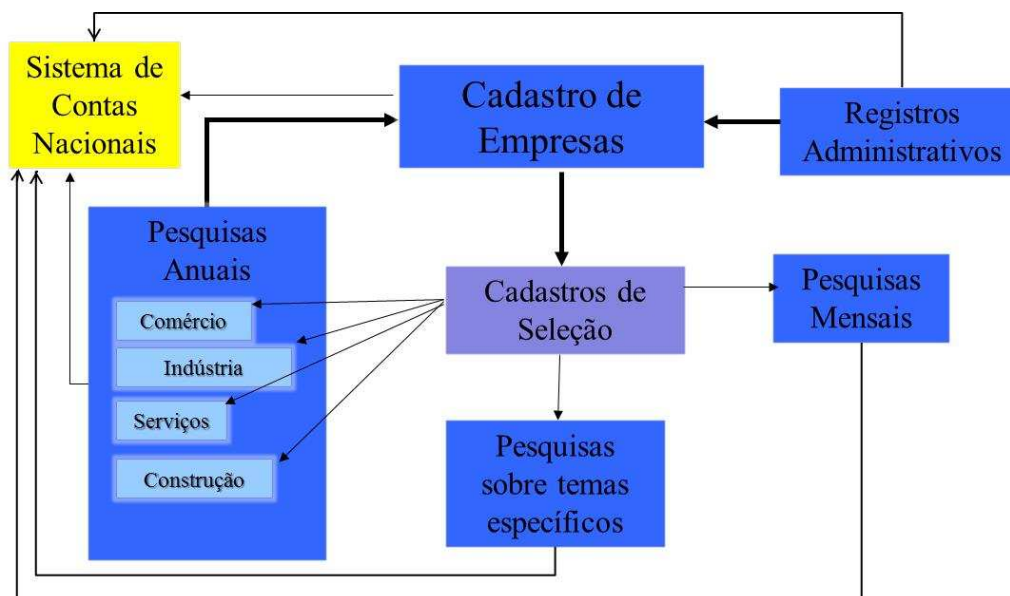 Sistema de
Contas
Nacionais
Cadastro de
Empresas
Registros
Administrativos
Pesquisas
Anuais
Comércio
Indústria
Serviços
Construção
Cadastros de
Seleção
Pesquisas
Mensais
Pesquisas
sobre temas
específicos